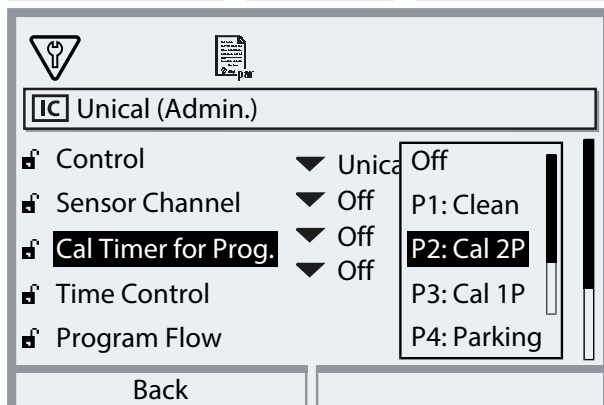 par
IC Unical (Admin.)
Control Unica
Sensor Channel Off
Cal Timer for Prog. Off
Off
Time Control
Program Flow
Off
P1: Clean
P2: Cal 2P
P3: Cal 1P
P4: Parking
Back